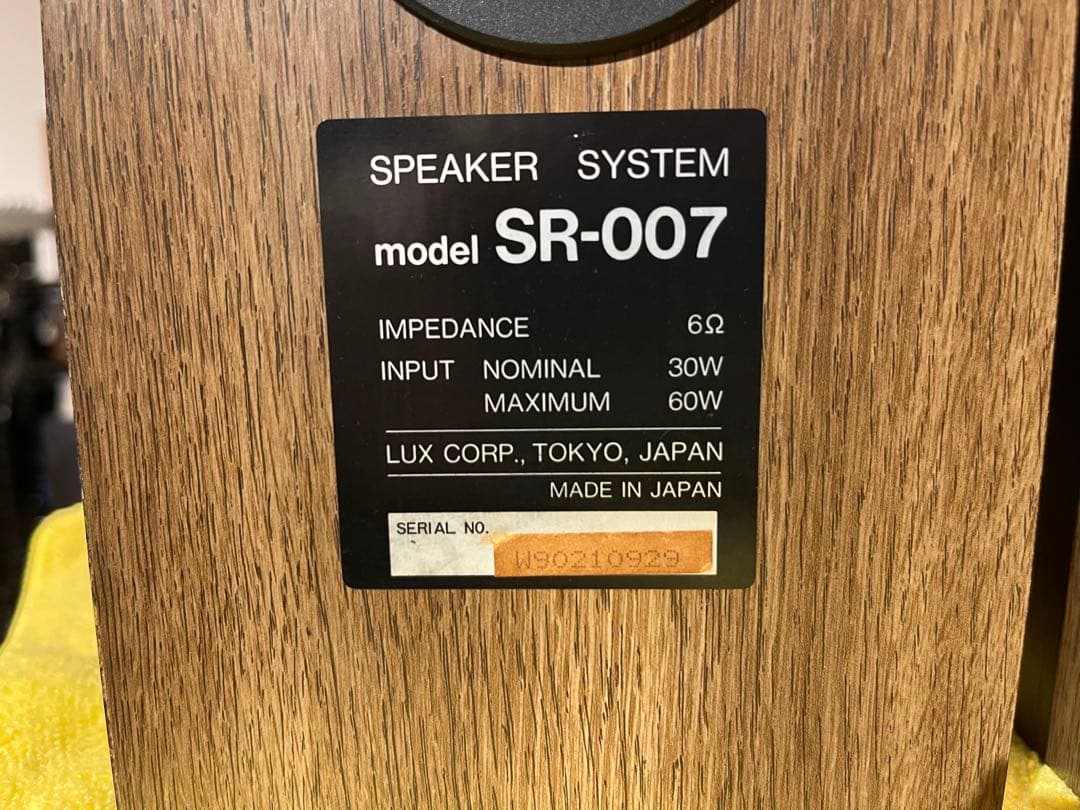 SPEAKER SYSTEM
model SR-007
IMPEDANCE 6Ω
INPUT NOMINAL 30W
MAXIMUM 60W
LUX CORP., TOKYO, JAPAN
MADE IN JAPAN
SERIAL NO.
W90210929